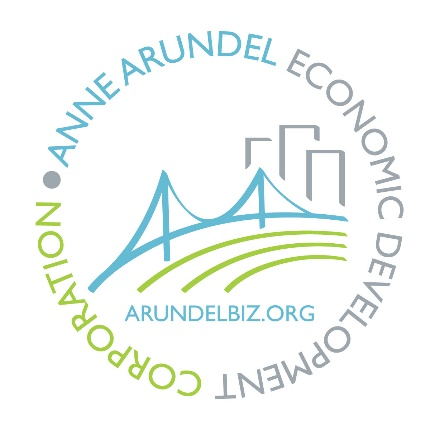 ANNE ARUNDEL ECONOMIC DEVELOPMENT CORPORATION •
ARUNDELBIZ.ORG